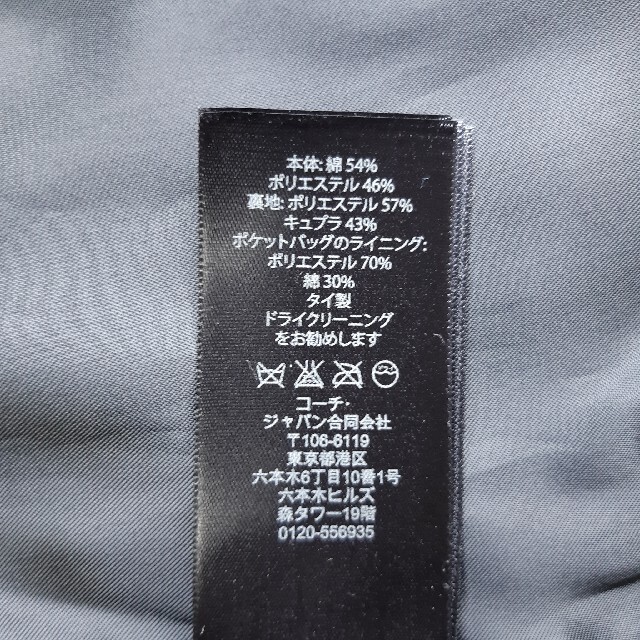 本体: 綿 54%
ポリエステル 46%
裏地: ポリエステル 57%
キュプラ 43%
ポケットバッグのライニング:
ポリエステル 70%
綿 30%
タイ製
ドライクリーニング
をお勧めします
コーチ・
ジャパン合同会社
〒106-6119
東京都港区
六本木6丁目10番1号
六本木ヒルズ
森タワー19階
0120-556935